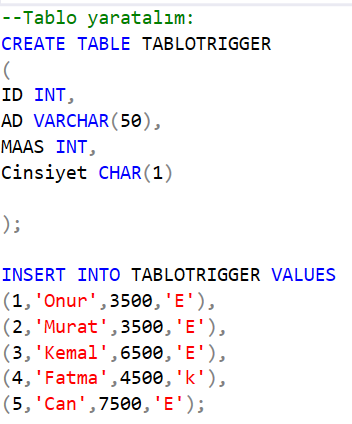 --Tablo yaratalım:
CREATE TABLE TABLOTRIGGER
(
ID INT,
AD VARCHAR(50),
MAAS INT,
Cinsiyet CHAR(1)
);
INSERT INTO TABLOTRIGGER VALUES
(1,'Onur',3500,'E'),
(2,'Murat',3500,'E'),
(3,'Kemal',6500,'E'),
(4,'Fatma',4500,'k'),
(5,'Can',7500,'E');